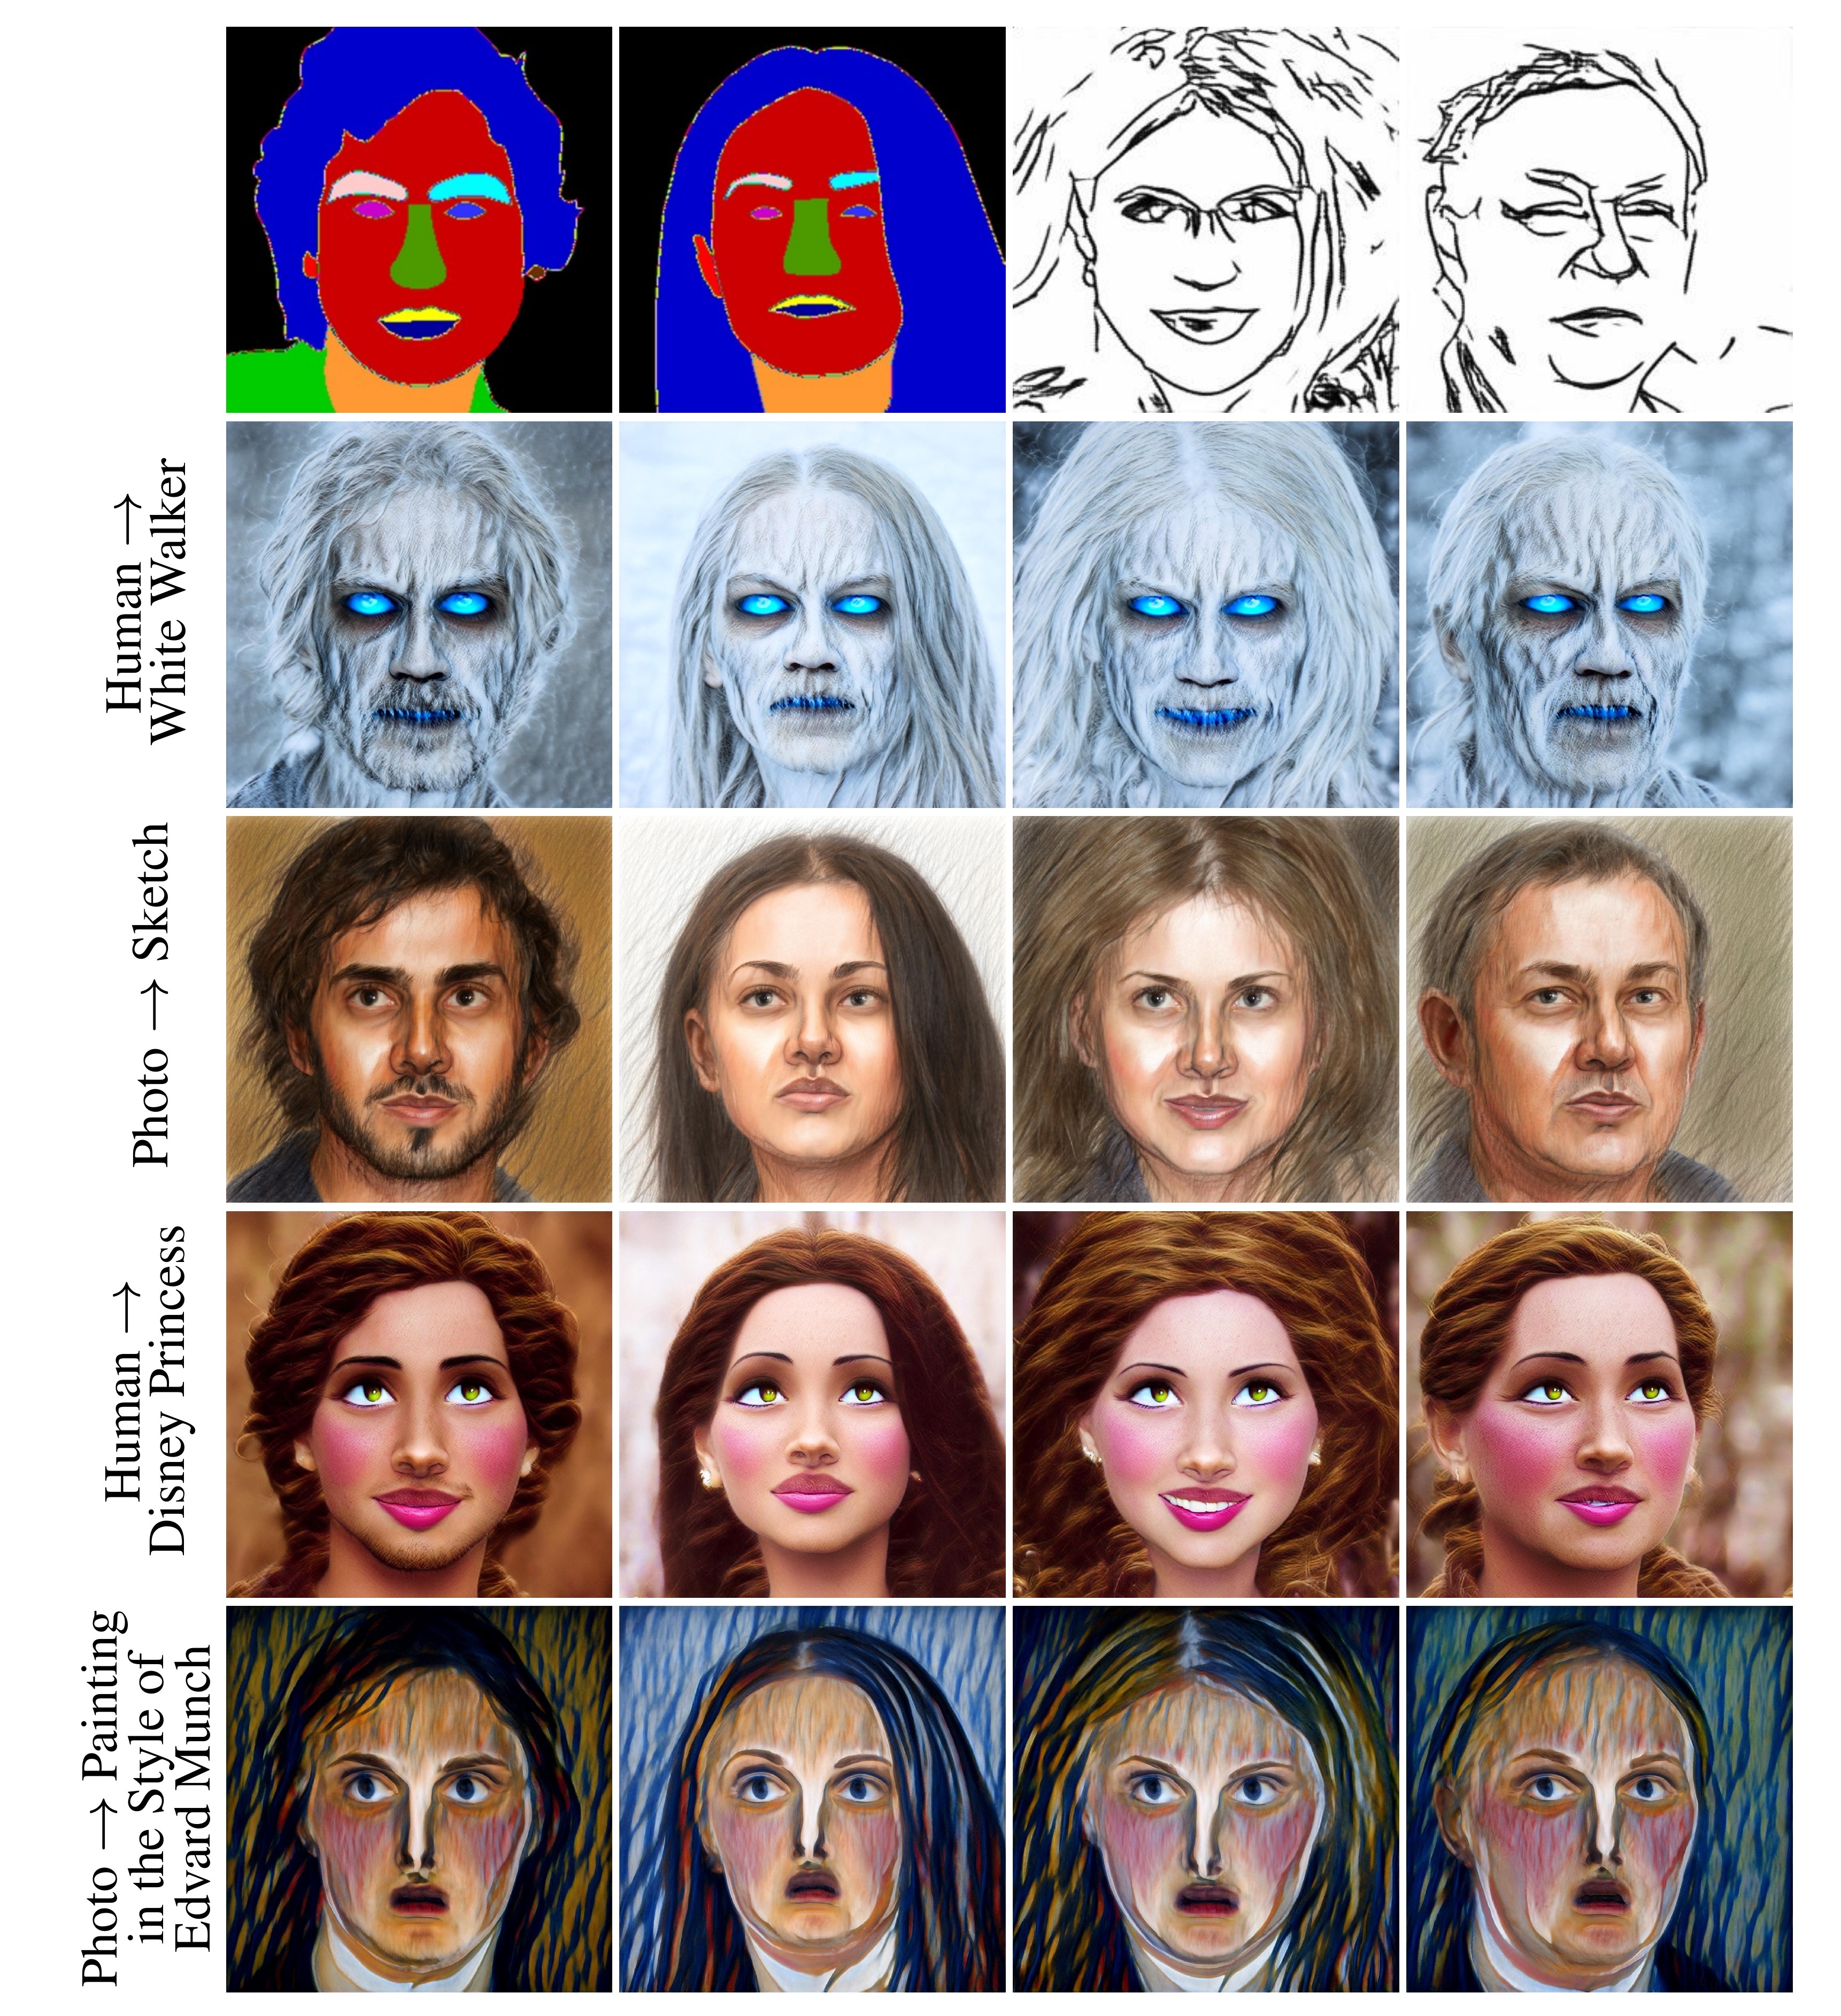 Human →
White Walker
Photo → Sketch
Human →
Disney Princess
Photo → Painting
in the Style of
Edvard Munch